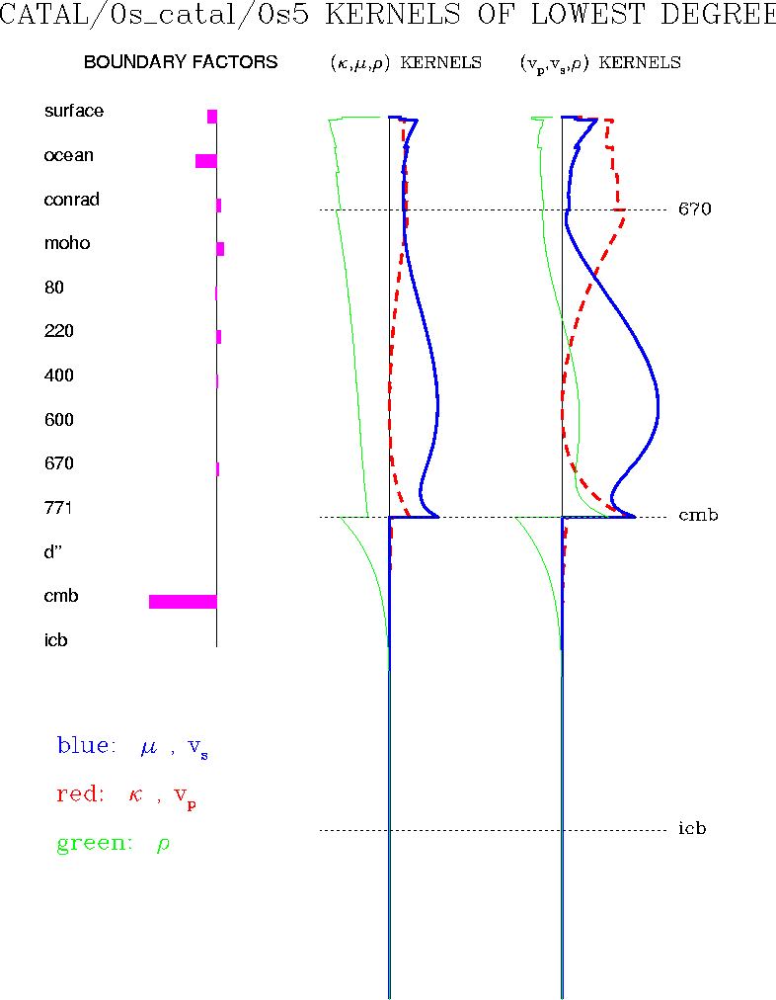 CATAL/0s_catal/0s5 KERNELS OF LOWEST DEGREE
BOUNDARY FACTORS
(κ,μ,ρ) KERNELS
(vp,vs,ρ) KERNELS
surface
ocean
conrad
moho
80
220
400
600
670
771
d''
cmb
icb
670
cmb
icb
blue: μ , vs
red: κ , vp
green: ρ